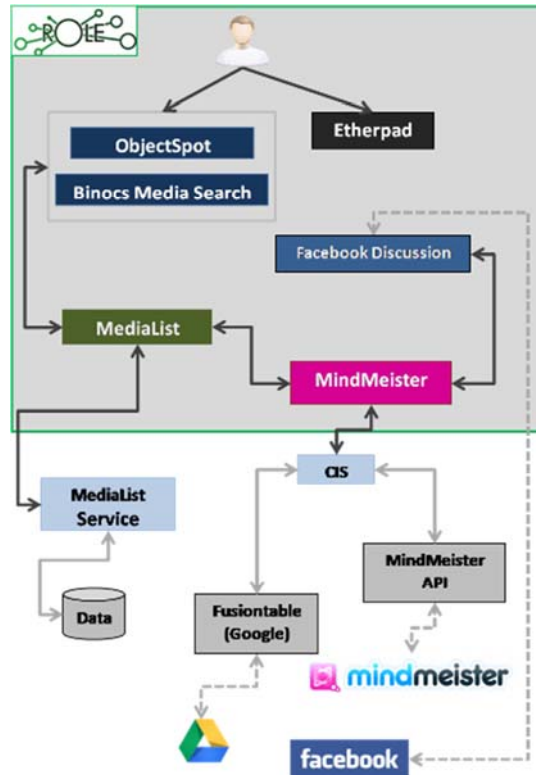 ROLE
ObjectSpot
Etherpad
Binocs Media Search
Facebook Discussion
MediaList
MindMeister
CIS
MediaList
Service
MindMeister
API
Data
Fusiontable
(Google)
mindmeister
facebook